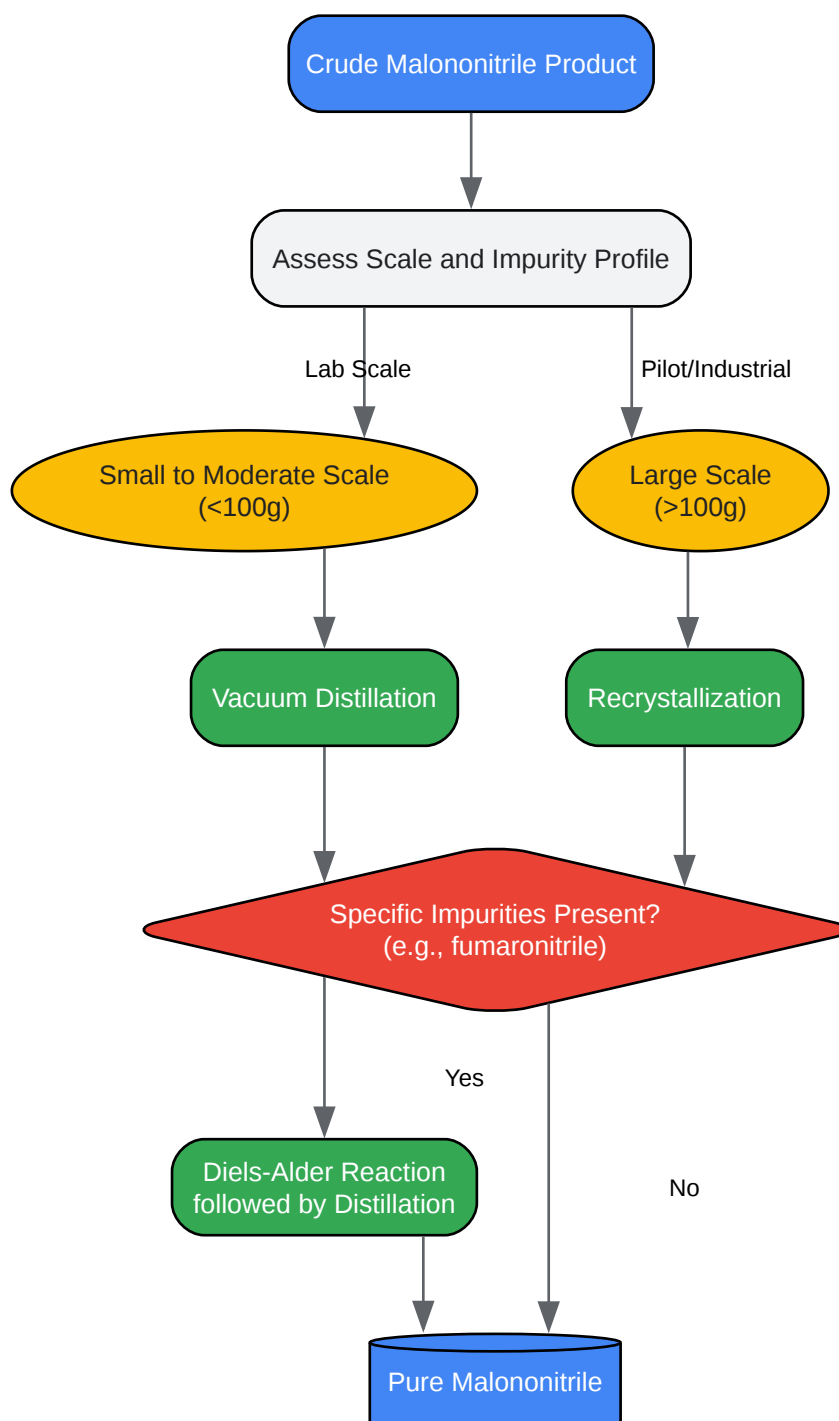 Crude Malononitrile Product
Assess Scale and Impurity Profile
Lab Scale
Pilot/Industrial
Small to Moderate Scale
(<100g)
Large Scale
(>100g)
Vacuum Distillation
Recrystallization
Specific Impurities Present?
(e.g., fumaronitrile)
Yes
Diels-Alder Reaction
followed by Distillation
No
Pure Malononitrile